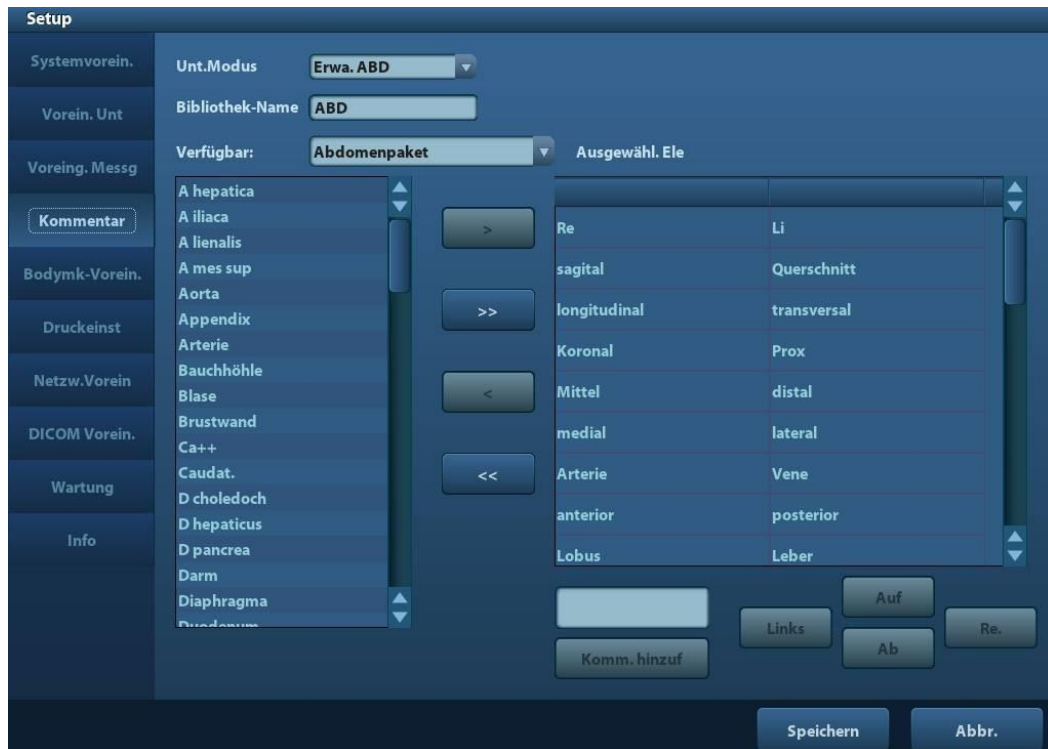 Setup
Systemvorein.
Vorein. Unt
Voreing. Messg
Kommentar
Bodymk-Vorein.
Druckeinst
Netzw.Vorein
DICOM Vorein.
Wartung
Info
Unt.Modus Erwa. ABD
Bibliothek-Name ABD
Verfügbar: Abdomenpaket Ausgewähl. Ele
A hepatica
A iliaca
A lienalis
A mes sup
Aorta
Appendix
Arterie
Bauchhöhle
Blase
Brustwand
Ca++
Caudat.
D choledoch
D hepaticus
D pancrea
Darm
Diaphragma
Duodenum
>
>>
<
<<
Re Li
sagital Querschnitt
longitudinal transversal
Koronal Prox
Mittel distal
medial lateral
Arterie Vene
anterior posterior
Lobus Leber
Komm. hinzuf
Links
Auf
Ab
Re.
Speichern Abbr.